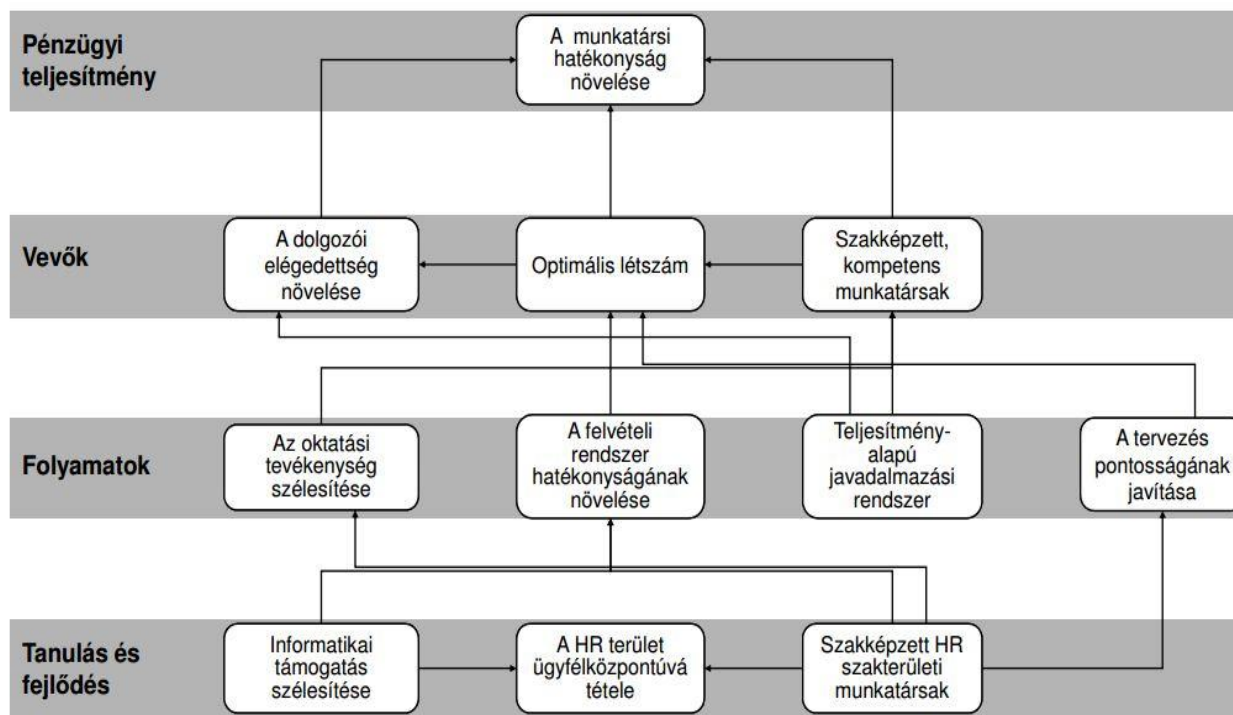 Pénzügyi
teljesítmény
A munkatársi
hatékonyság
növelése
Vevők
A dolgozói
elégedettség
növelése
Optimális létszám
Szakképzett,
kompetens
munkatársak
Folyamatok
Az oktatási
tevékenység
szélesítése
A felvételi
rendszer
hatékonyságának
növelése
Teljesítmény-
alapú
javadalmazási
rendszer
A tervezés
pontosságának
javítása
Tanulás és
fejlődés
Informatikai
támogatás
szélesítése
A HR terület
ügyfélközpontúvá
tétele
Szakképzett HR
szakterületi
munkatársak